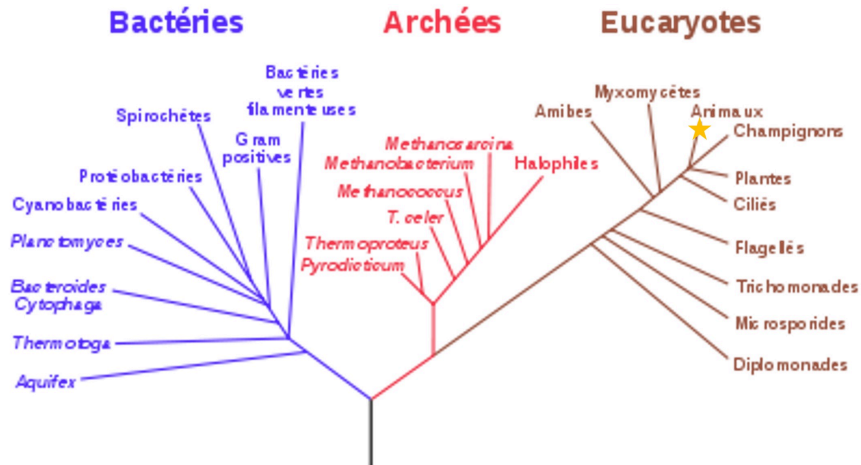 Bactéries
Archées
Eucaryotes
Bactéries
vertes
filamenteuses
Spirochètes
Gram
positives
Protéobactéries
Cyanobactéries
Planctomyces
Bacteroides
Cytophaga
Thermotoga
Aquifex
Methanosarcina
Methanobacterium
Halophiles
Methanococcus
T. celer
Thermoproteus
Pyrodicticum
Myxomycètes
Amibes
Animaux
Champignons
Plantes
Ciliés
Flagellés
Trichomonades
Microsporides
Diplomonades